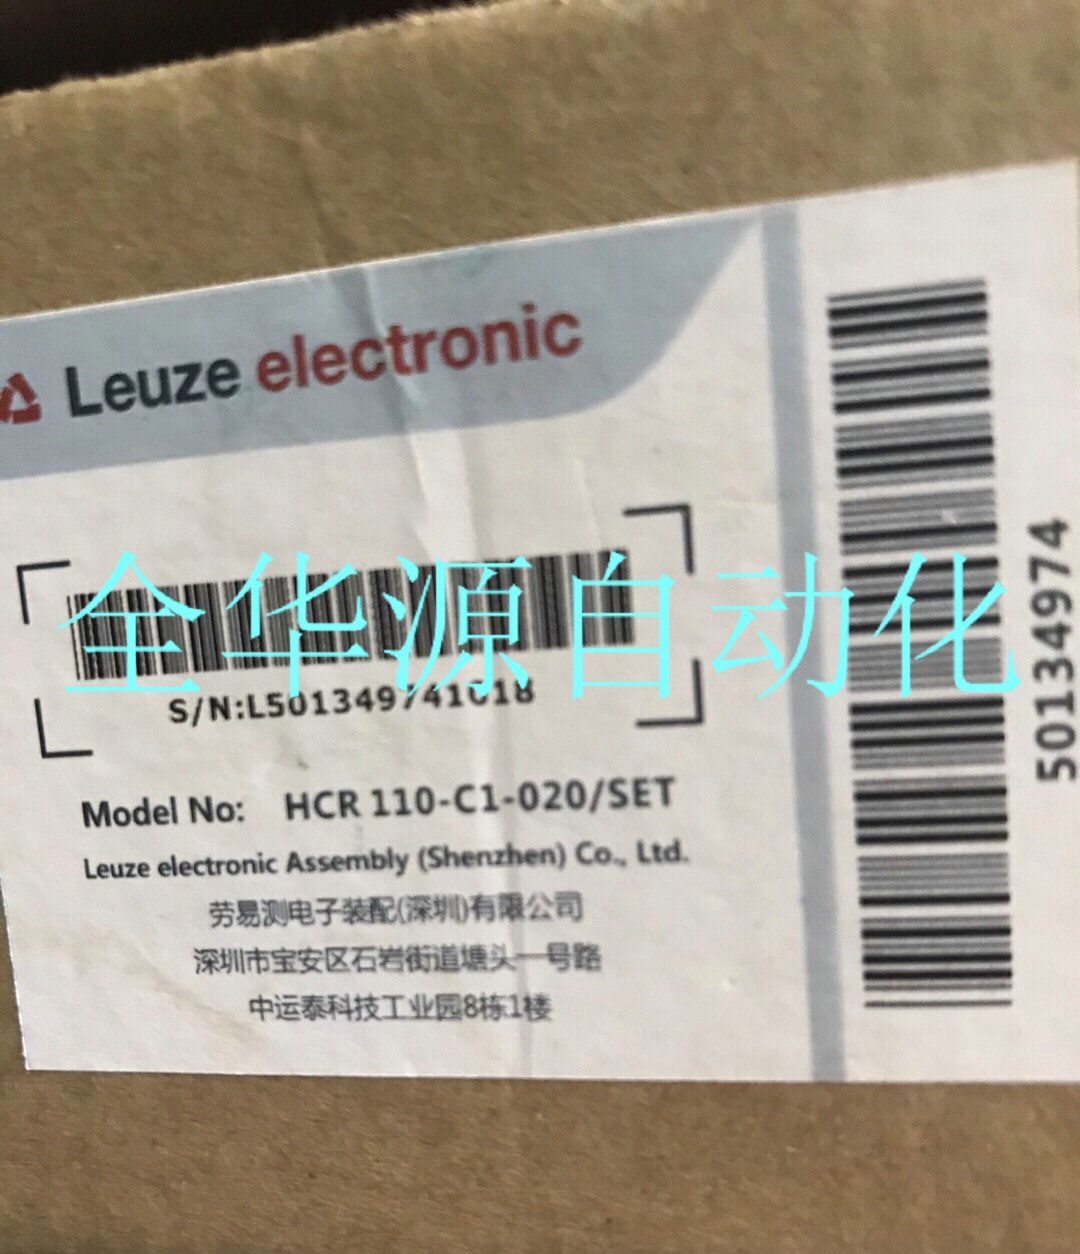 Leuze electronic
全华源自动化
S/N:L501349741018
Model No: HCR 110-C1-020/SET
Leuze electronic Assembly (Shenzhen) Co., Ltd.
劳易测电子装配(深圳)有限公司
深圳市宝安区石岩街道塘头一号路
中运泰科技工业园8栋1楼
50134974